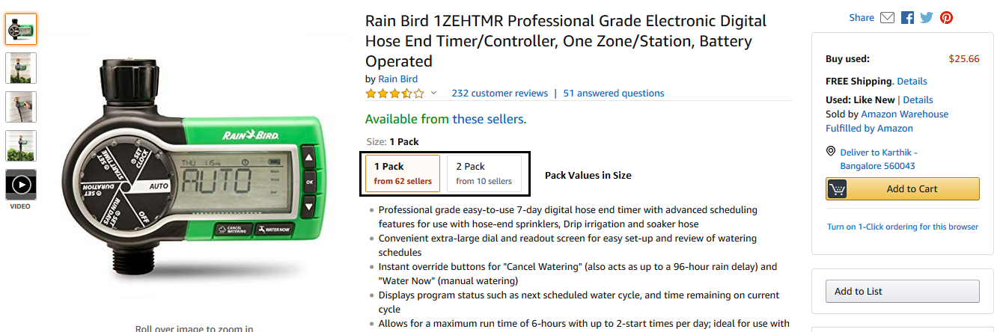 VIDEO
RAIN BIRD
THU 1:15PM
AUTO
Mon
Wed
Sat
SET CLOCK
SET START TIME
SET DURATION
SET RUN DAYS
OFF
AUTO
OK
CANCEL WATERING
WATER NOW
Roll over image to zoom in
Rain Bird 1ZEHTMR Professional Grade Electronic Digital
Hose End Timer/Controller, One Zone/Station, Battery
Operated
by Rain Bird
232 customer reviews | 51 answered questions
Available from these sellers.
Size: 1 Pack
1 Pack
from 62 sellers
2 Pack
from 10 sellers
Pack Values in Size
Professional grade easy-to-use 7-day digital hose end timer with advanced scheduling
features for use with hose-end sprinklers, Drip irrigation and soaker hose
Convenient extra-large dial and readout screen for easy set-up and review of watering
schedules
Instant override buttons for "Cancel Watering" (also acts as up to a 96-hour rain delay) and
"Water Now" (manual watering)
Displays program status such as next scheduled water cycle, and time remaining on current
cycle
Allows for a maximum run time of 6-hours with up to 2-start times per day; ideal for use with
Share
Buy used: $25.66
FREE Shipping. Details
Used: Like New | Details
Sold by Amazon Warehouse
Fulfilled by Amazon
Deliver to Karthik -
Bangalore 560043
Add to Cart
Turn on 1-Click ordering for this browser
Add to List